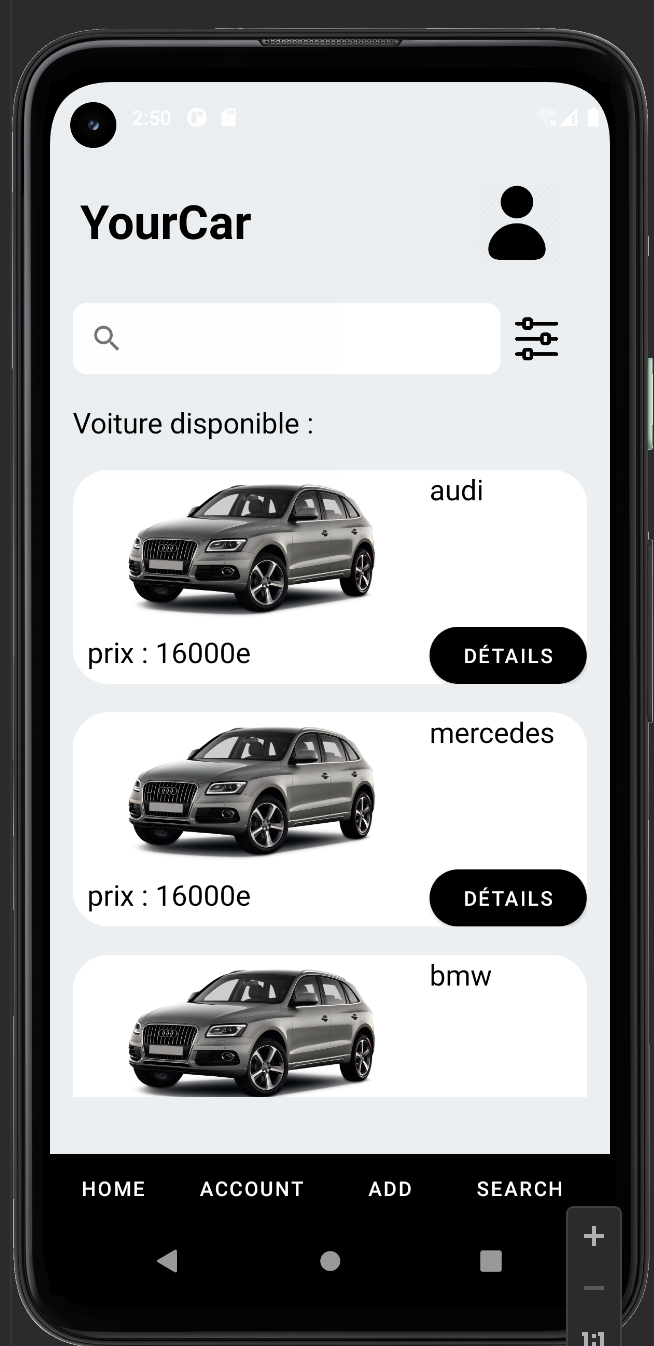 2:50
YourCar
Voiture disponible :
audi
prix : 16000e
DÉTAILS
mercedes
prix : 16000e
DÉTAILS
bmw
HOME ACCOUNT ADD SEARCH
1:1